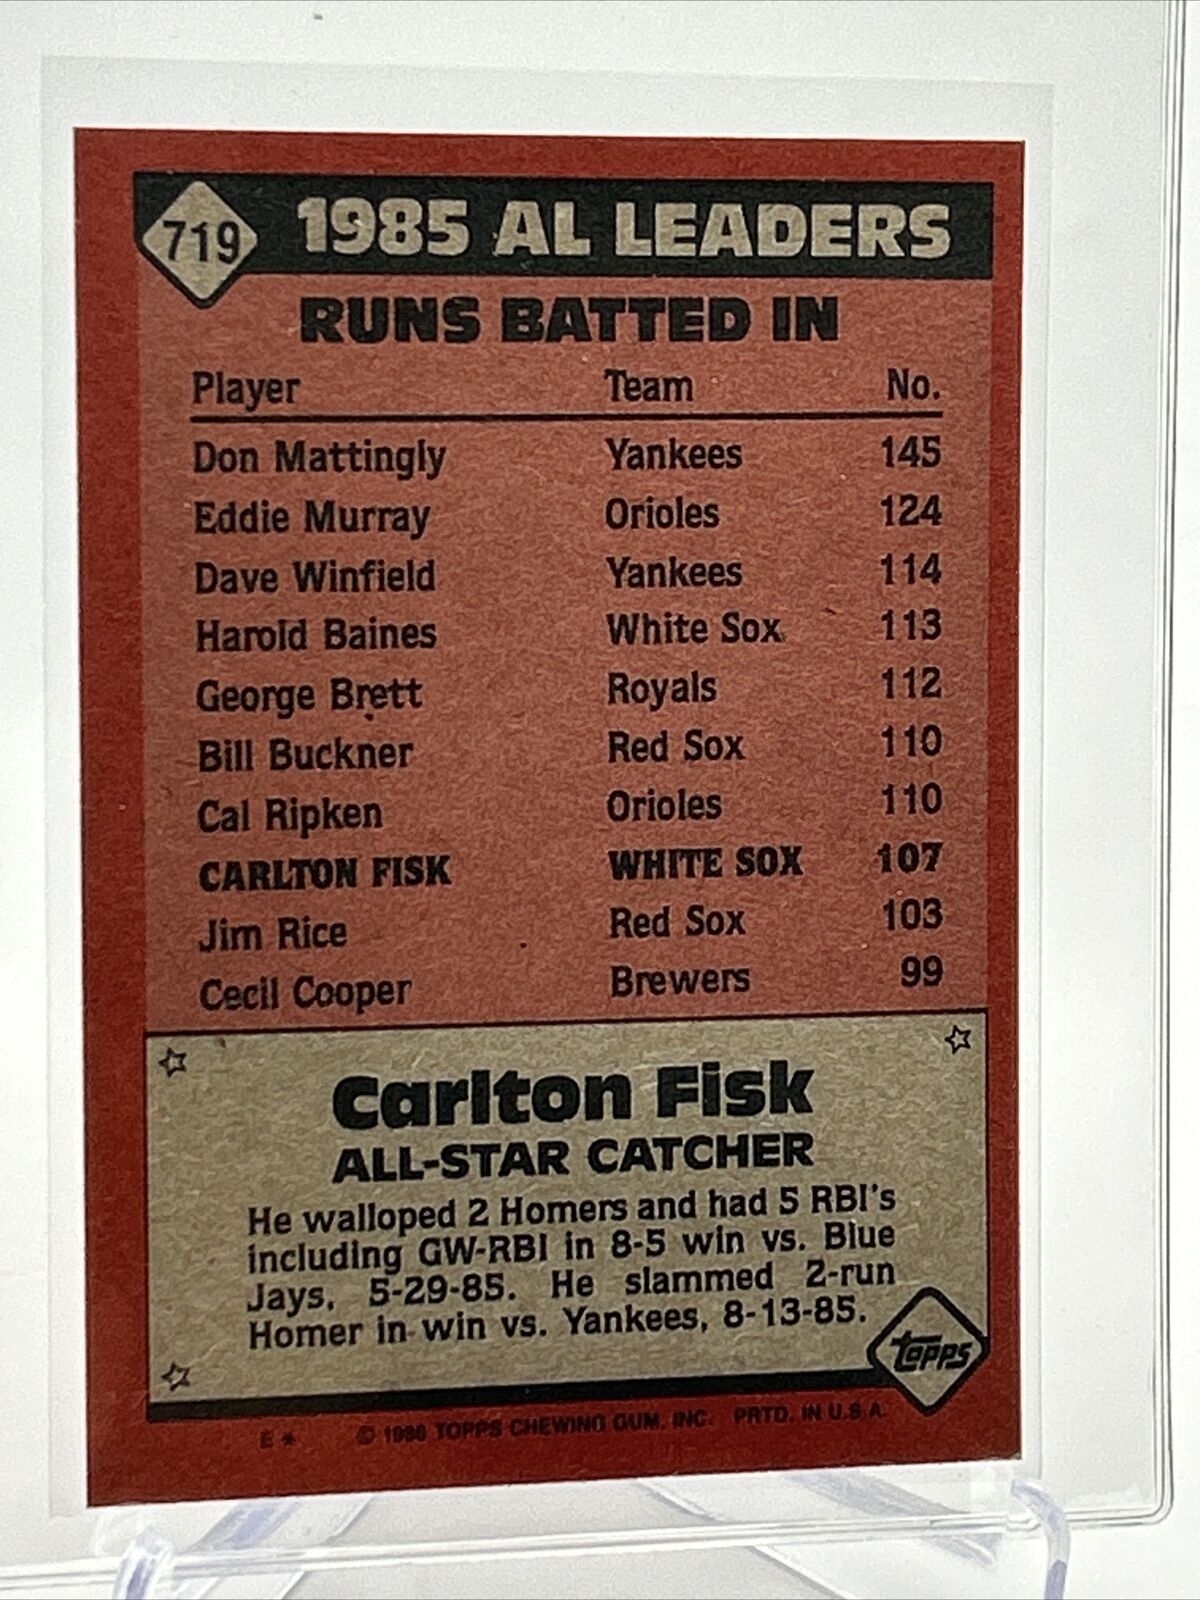 719 1985 AL LEADERS
RUNS BATTED IN
Player Team No.
Don Mattingly Yankees 145
Eddie Murray Orioles 124
Dave Winfield Yankees 114
Harold Baines White Sox 113
George Brett Royals 112
Bill Buckner Red Sox 110
Cal Ripken Orioles 110
CARLTON FISK WHITE SOX 107
Jim Rice Red Sox 103
Cecil Cooper Brewers 99
Carlton Fisk
ALL-STAR CATCHER
He walloped 2 Homers and had 5 RBI's
including GW-RBI in 8-5 win vs. Blue
Jays, 5-29-85. He slammed 2-run
Homer in win vs. Yankees, 8-13-85.
topps
E * © 1986 TOPPS CHEWING GUM, INC. PRTD. IN U.S.A.